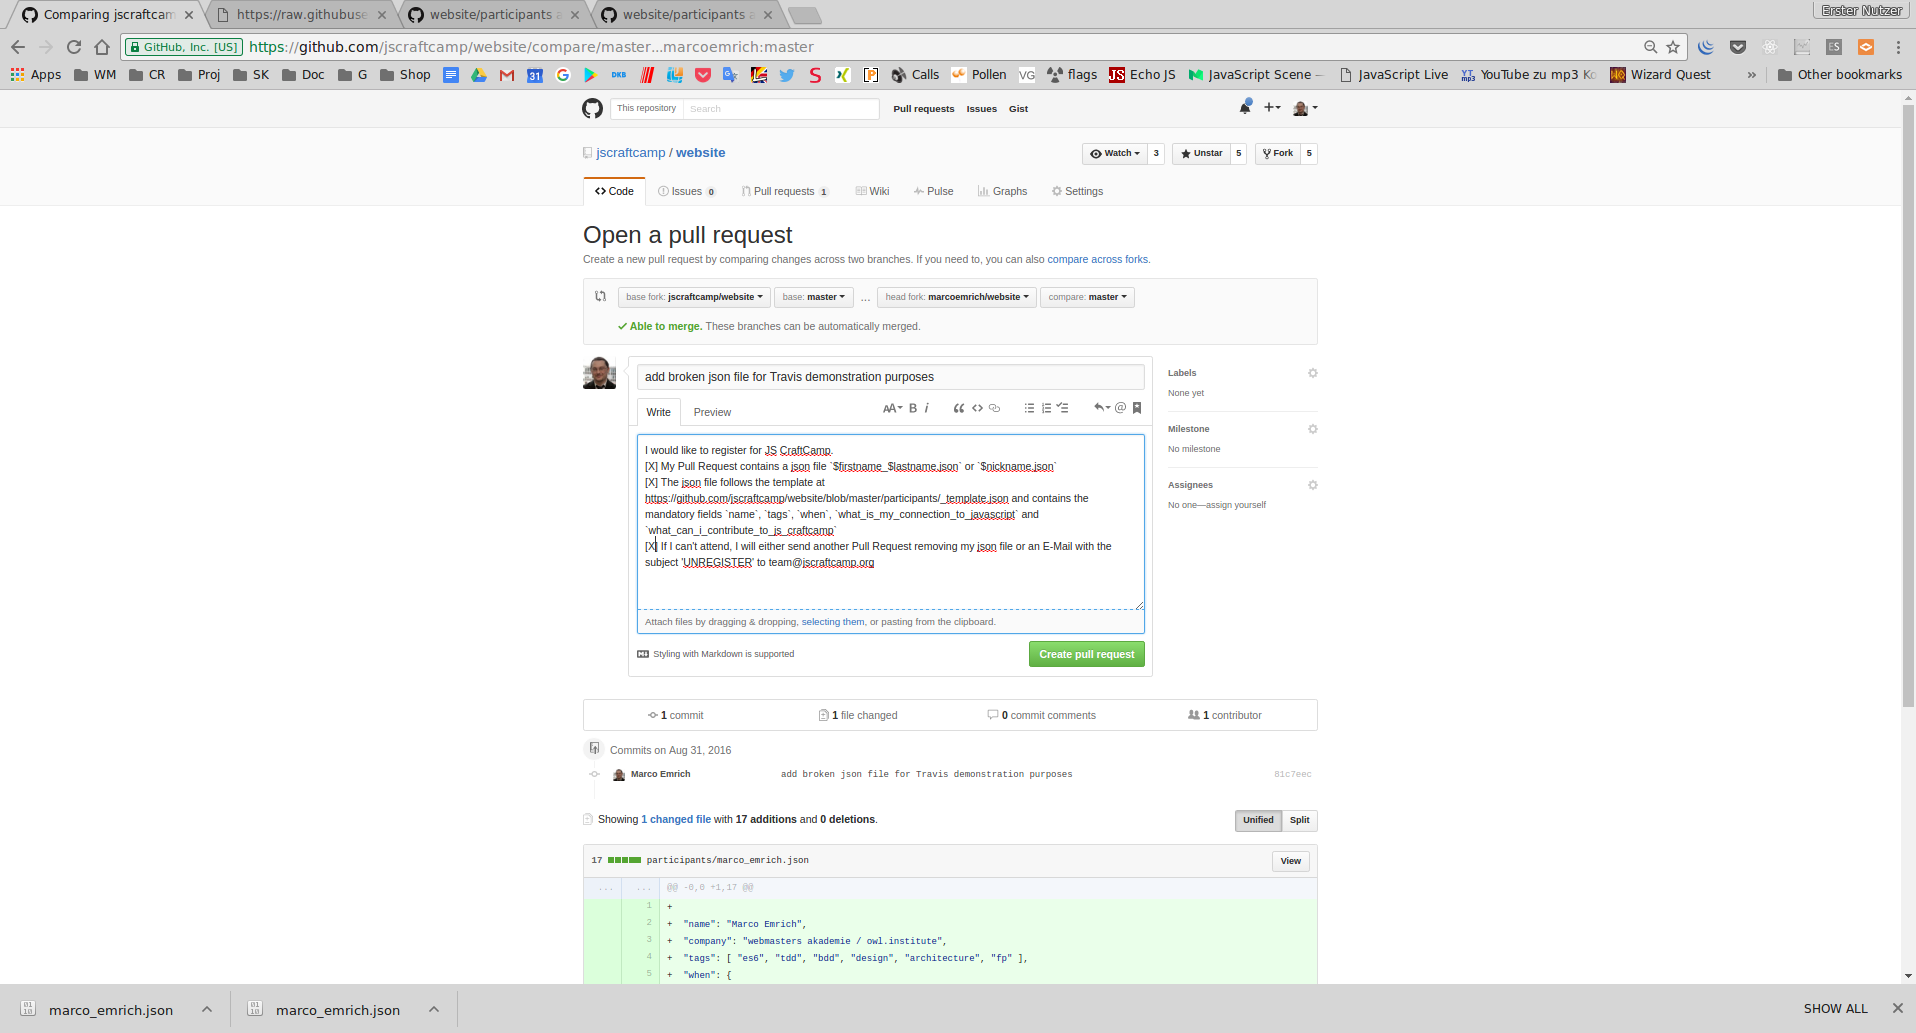 Comparing jscraftcam
https://raw.githubuse
website/participants a
website/participants a
Erster Nutzer
GitHub, Inc. [US]
https://github.com/jscraftcamp/website/compare/master...marcoemrich:master
Apps
WM
CR
Proj
SK
Doc
G
Shop
Calls
Pollen
flags
Echo JS
JavaScript Scene –
JavaScript Live
YouTube zu mp3 Ko
Wizard Quest
»
Other bookmarks
This repository
Search
Pull requests
Issues
Gist
jscraftcamp / website
Watch
3
Unstar
5
Fork
5
Code
Issues 0
Pull requests 1
Wiki
Pulse
Graphs
Settings
Open a pull request
Create a new pull request by comparing changes across two branches. If you need to, you can also compare across forks.
base fork: jscraftcamp/website
base: master
...
head fork: marcoemrich/website
compare: master
Able to merge. These branches can be automatically merged.
add broken json file for Travis demonstration purposes
Write
Preview
I would like to register for JS CraftCamp.
[X] My Pull Request contains a json file `$firstname_$lastname.json` or `$nickname.json`
[X] The json file follows the template at
https://github.com/jscraftcamp/website/blob/master/participants/_template.json and contains the
mandatory fields `name`, `tags`, `when`, `what_is_my_connection_to_javascript` and
`what_can_i_contribute_to_js_craftcamp`
[X] If I can't attend, I will either send another Pull Request removing my json file or an E-Mail with the
subject 'UNREGISTER' to team@jscraftcamp.org
Attach files by dragging & dropping, selecting them, or pasting from the clipboard.
Styling with Markdown is supported
Create pull request
Labels
None yet
Milestone
No milestone
Assignees
No one—assign yourself
1 commit
1 file changed
0 commit comments
1 contributor
Commits on Aug 31, 2016
Marco Emrich
add broken json file for Travis demonstration purposes
81c7eec
Showing 1 changed file with 17 additions and 0 deletions.
Unified
Split
17
participants/marco_emrich.json
View
... ... @@ -0,0 +1,17 @@
1 +
2 + "name": "Marco Emrich",
3 + "company": "webmasters akademie / owl.institute",
4 + "tags": [ "es6", "tdd", "bdd", "design", "architecture", "fp" ],
5 + "when": {
marco_emrich.json
marco_emrich.json
SHOW ALL